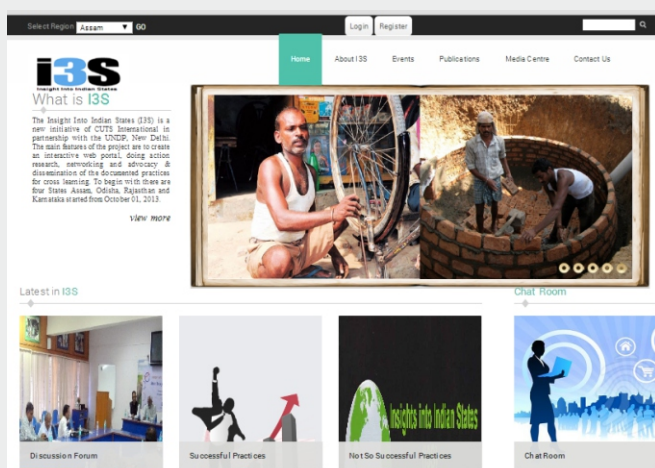 Select Region Assam GO
Login Register
Home About I3S Events Publications Media Centre Contact Us
i3S
Insight Into Indian States
What is I3S
The Insight Into Indian States (I3S) is a
new initiative of CUTS International in
partnership with the UNDP, New Delhi.
The main features of the project are to create
an interactive web portal, doing action
research, networking and advocacy &
dissemination of the documented practices
for cross learning. To begin with there are
four States Assam, Odisha, Rajasthan and
Karnataka started from October 01, 2013.
view more
Latest in I3S
Chat Room
Insights into Indian States
Discussion Forum
Successful Practices
Not So Successful Practices
Chat Room